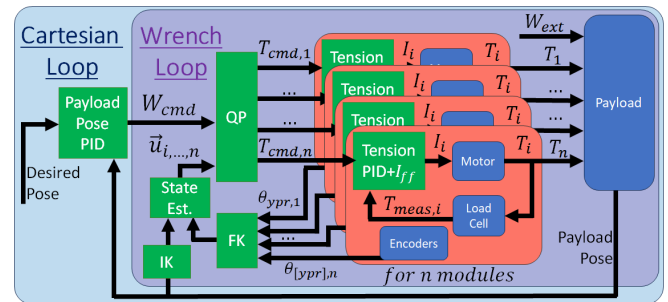 Cartesian
Loop
Wrench
Loop
Payload
Pose
PID
Desired
Pose
W_cmd
u⃗_i,…,n
State
Est.
IK
FK
QP
T_cmd,1
...
...
T_cmd,n
θ_ypr,1
...
θ_[ypr],n
Tension
I_i
T_i
Tension
I_i
T_i
Tension
I_i
T_i
Tension
PID+I_ff
I_i
Motor
T_i
T_meas,i
Load
Cell
Encoders
for n modules
W_ext
T_1
...
...
T_n
Payload
Payload
Pose